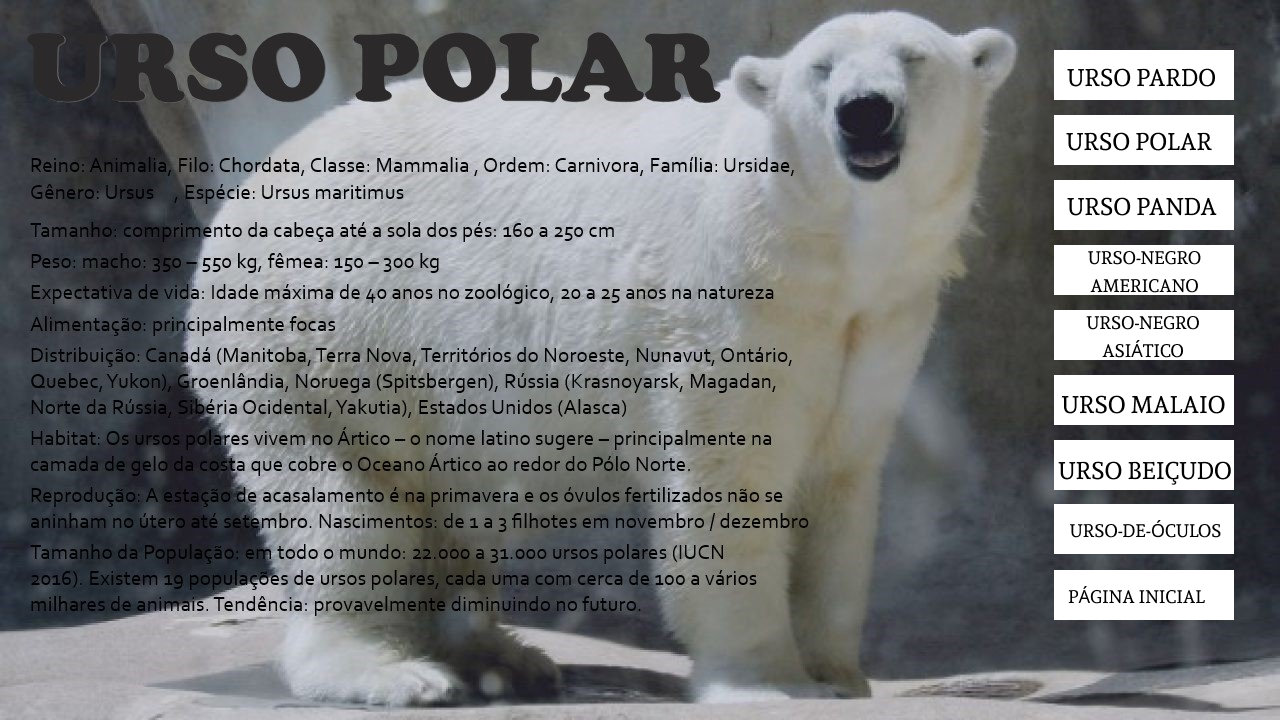 URSO POLAR
Reino: Animalia, Filo: Chordata, Classe: Mammalia , Ordem: Carnivora, Família: Ursidae,
Gênero: Ursus , Espécie: Ursus maritimus
Tamanho: comprimento da cabeça até a sola dos pés: 160 a 250 cm
Peso: macho: 350 – 550 kg, fêmea: 150 – 300 kg
Expectativa de vida: Idade máxima de 40 anos no zoológico, 20 a 25 anos na natureza
Alimentação: principalmente focas
Distribuição: Canadá (Manitoba, Terra Nova, Territórios do Noroeste, Nunavut, Ontário,
Quebec, Yukon), Groenlândia, Noruega (Spitsbergen), Rússia (Krasnoyarsk, Magadan,
Norte da Rússia, Sibéria Ocidental, Yakutia), Estados Unidos (Alasca)
Habitat: Os ursos polares vivem no Ártico – o nome latino sugere – principalmente na
camada de gelo da costa que cobre o Oceano Ártico ao redor do Pólo Norte.
Reprodução: A estação de acasalamento é na primavera e os óvulos fertilizados não se
aninham no útero até setembro. Nascimentos: de 1 a 3 filhotes em novembro / dezembro
Tamanho da População: em todo o mundo: 22.000 a 31.000 ursos polares (IUCN
2016). Existem 19 populações de ursos polares, cada uma com cerca de 100 a vários
milhares de animais. Tendência: provavelmente diminuindo no futuro.
URSO PARDO
URSO POLAR
URSO PANDA
URSO-NEGRO
AMERICANO
URSO-NEGRO
ASIÁTICO
URSO MALAIO
URSO BEIÇUDO
URSO-DE-ÓCULOS
PÁGINA INICIAL